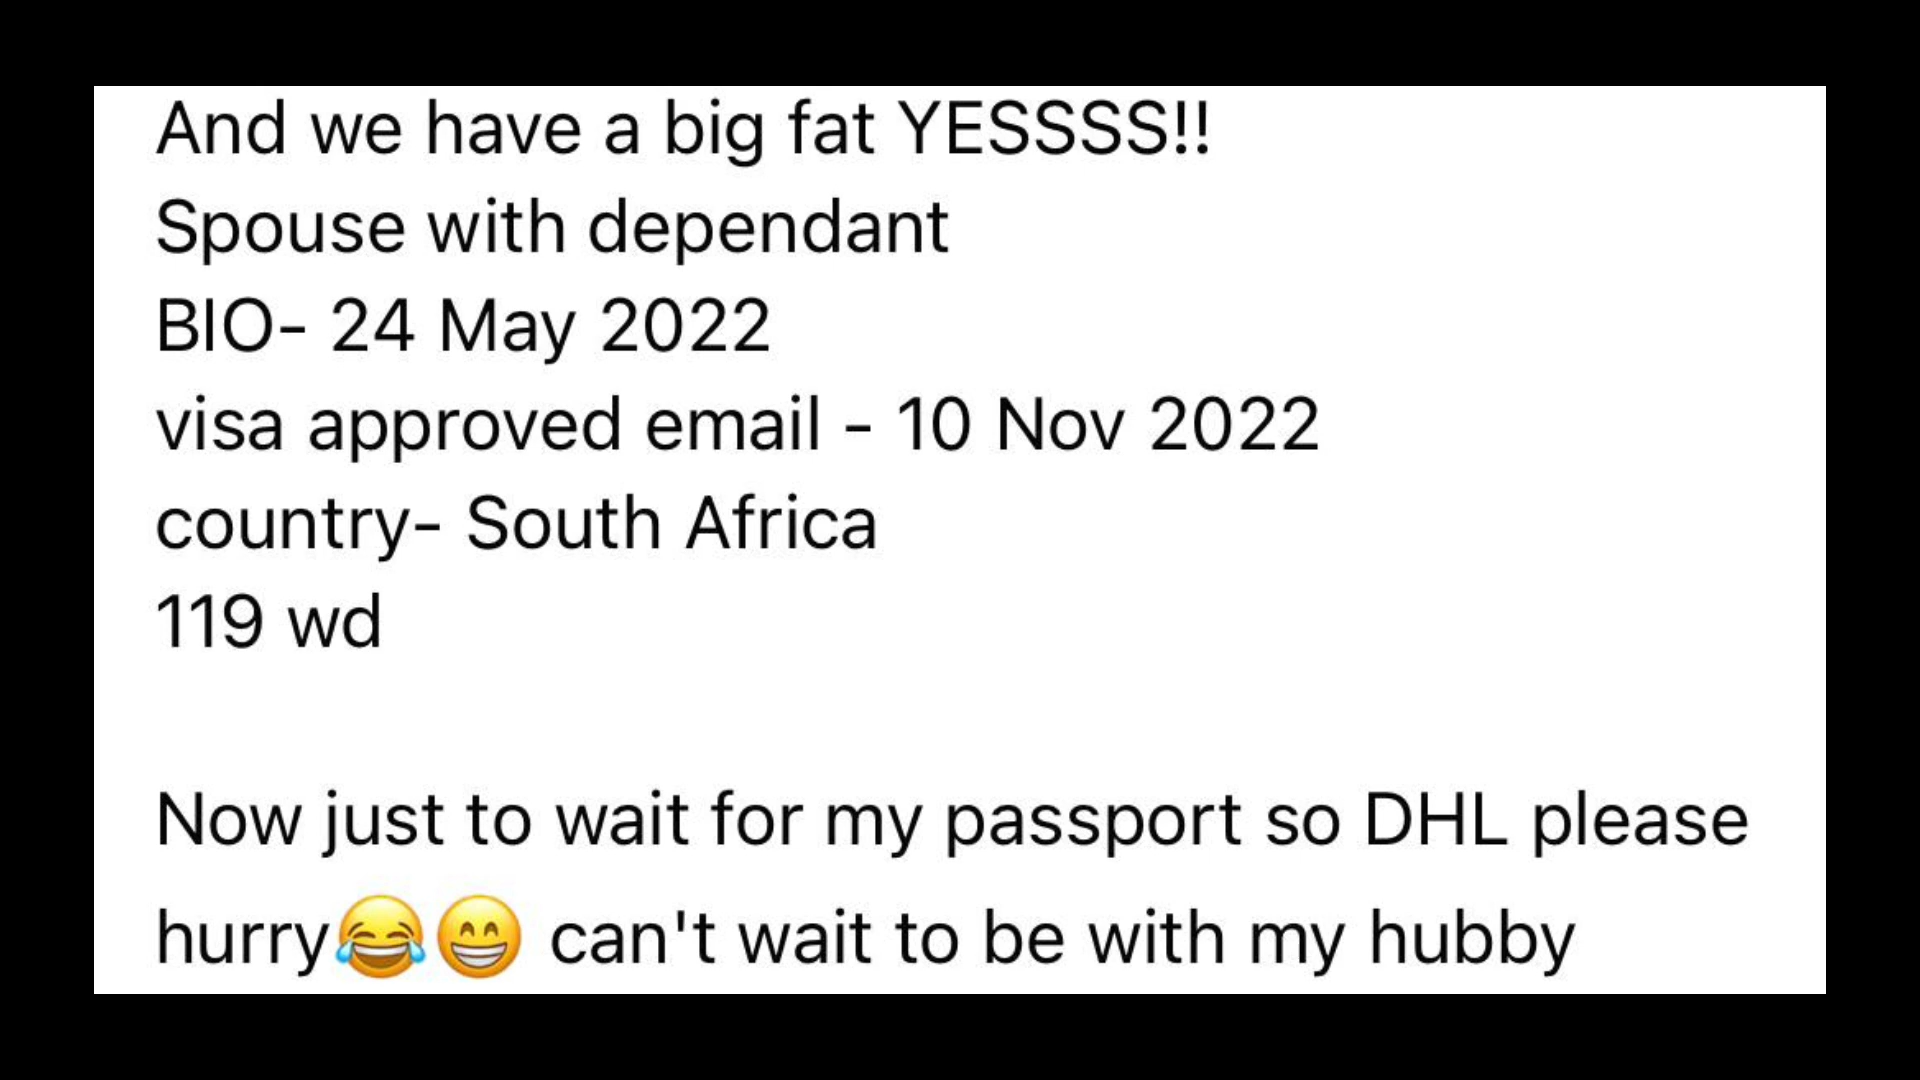 And we have a big fat YESSSS!!
Spouse with dependant
BIO- 24 May 2022
visa approved email - 10 Nov 2022
country- South Africa
119 wd
Now just to wait for my passport so DHL please
hurry😂😁 can't wait to be with my hubby